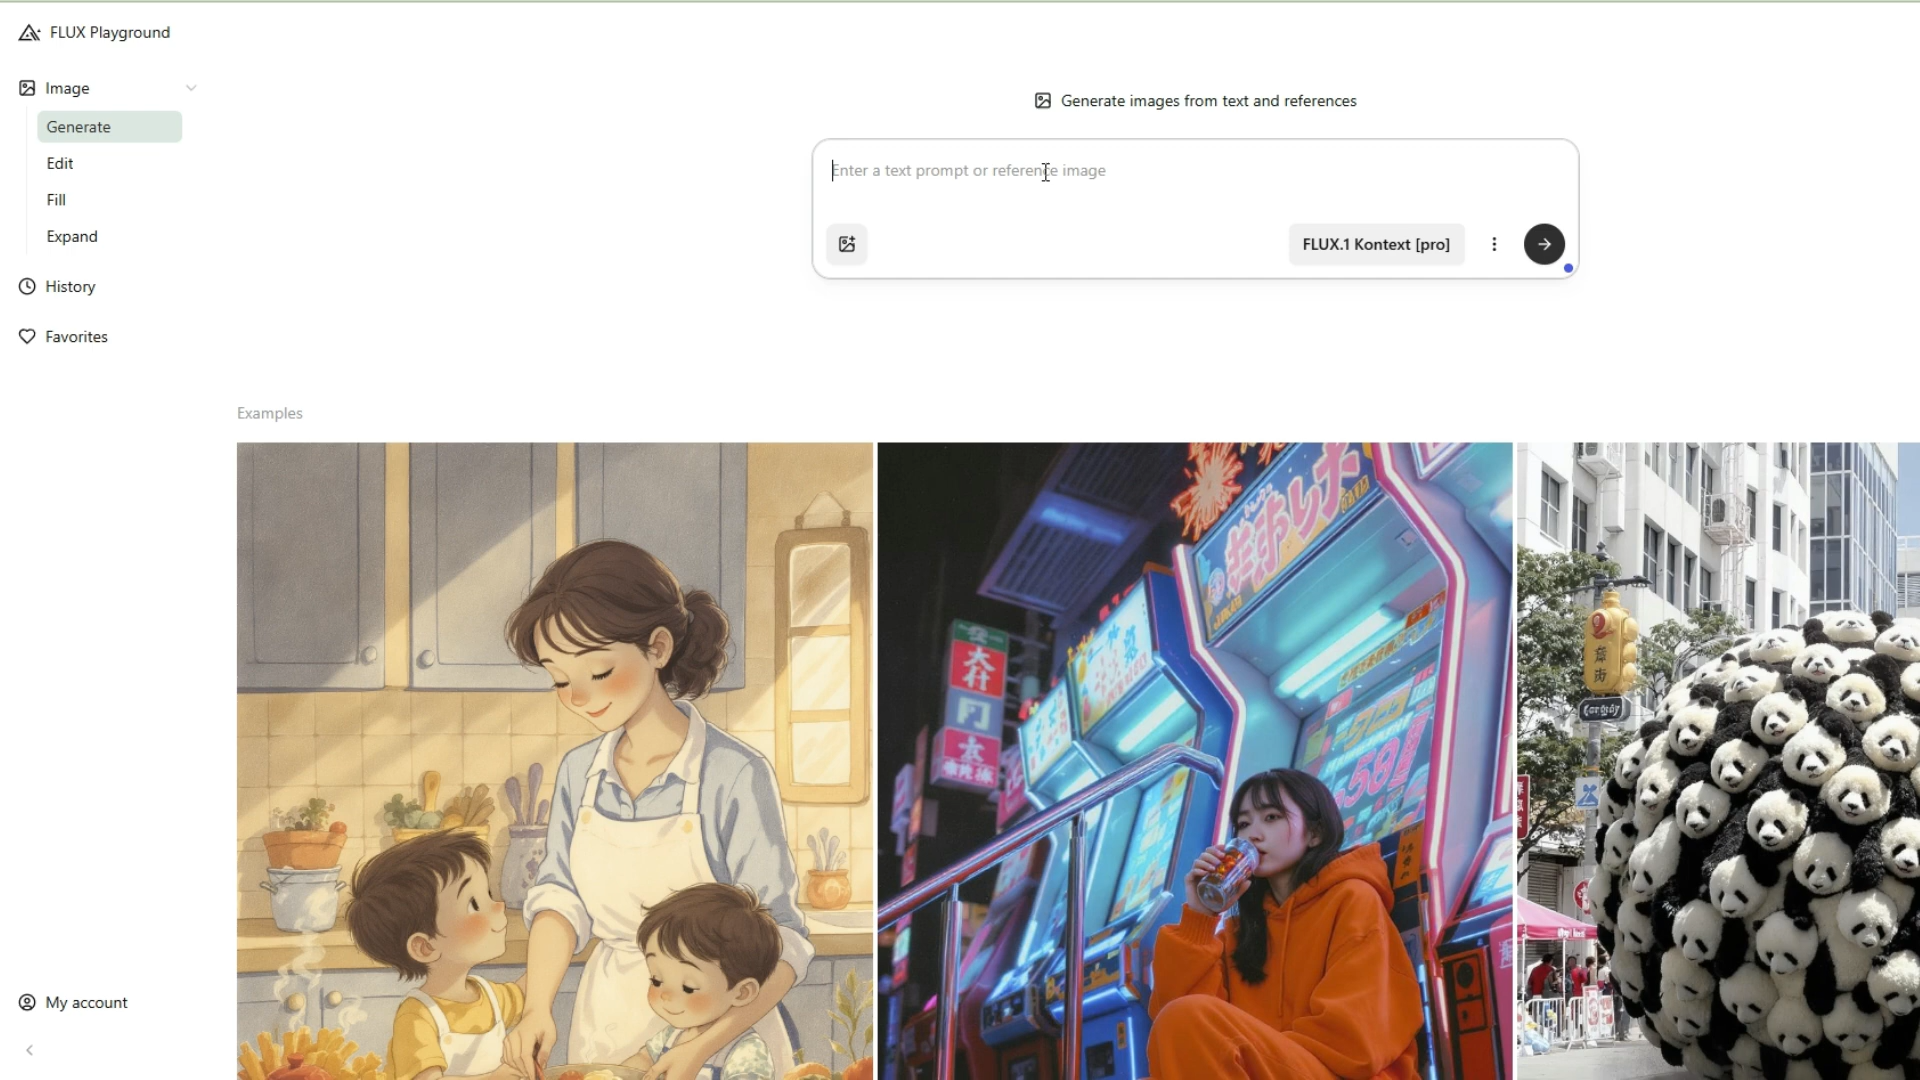 FLUX Playground
Image
Generate
Edit
Fill
Expand
History
Favorites
My account
Generate images from text and references
Enter a text prompt or reference image
FLUX.1 Kontext [pro]
Examples